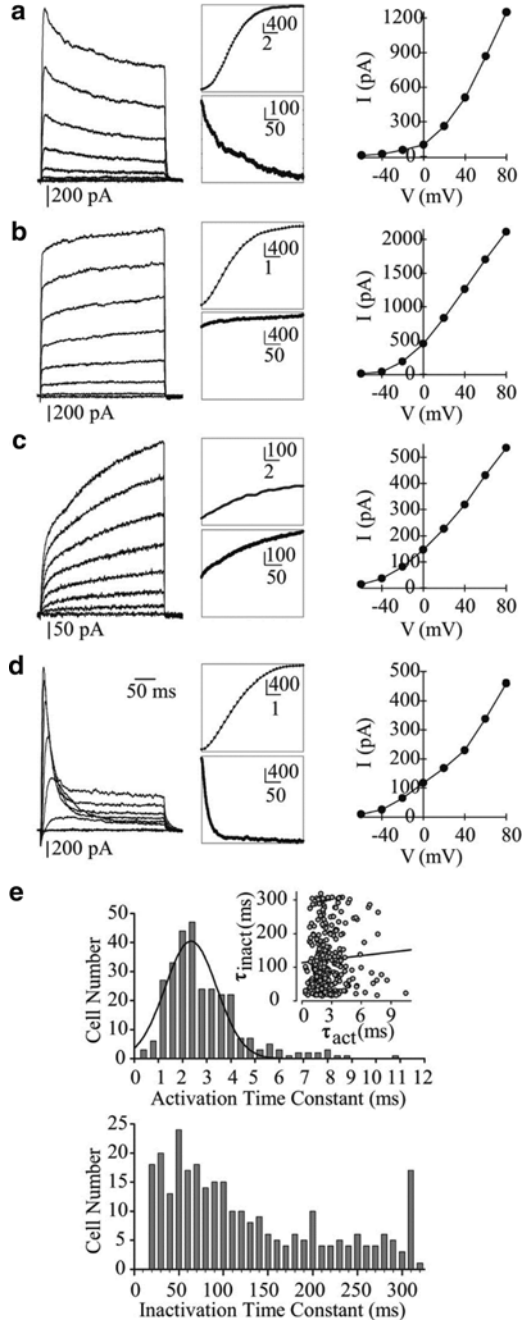 a
400
2
100
50
200 pA
I (pA)
1200
900
600
300
0
-40 0 40 80
V (mV)
b
400
1
400
50
200 pA
I (pA)
2000
1500
1000
500
0
-40 0 40 80
V (mV)
c
100
2
100
50
50 pA
I (pA)
500
400
300
200
100
0
-40 0 40 80
V (mV)
d
50 ms
400
1
400
50
200 pA
I (pA)
500
400
300
200
100
0
-40 0 40 80
V (mV)
e
Cell Number
50
40
30
20
10
0
0 1 2 3 4 5 6 7 8 9 10 11 12
Activation Time Constant (ms)
τinact(ms)
300
200
100
0
0 3 6 9
τact(ms)
Cell Number
25
20
15
10
5
0
0 50 100 150 200 250 300
Inactivation Time Constant (ms)